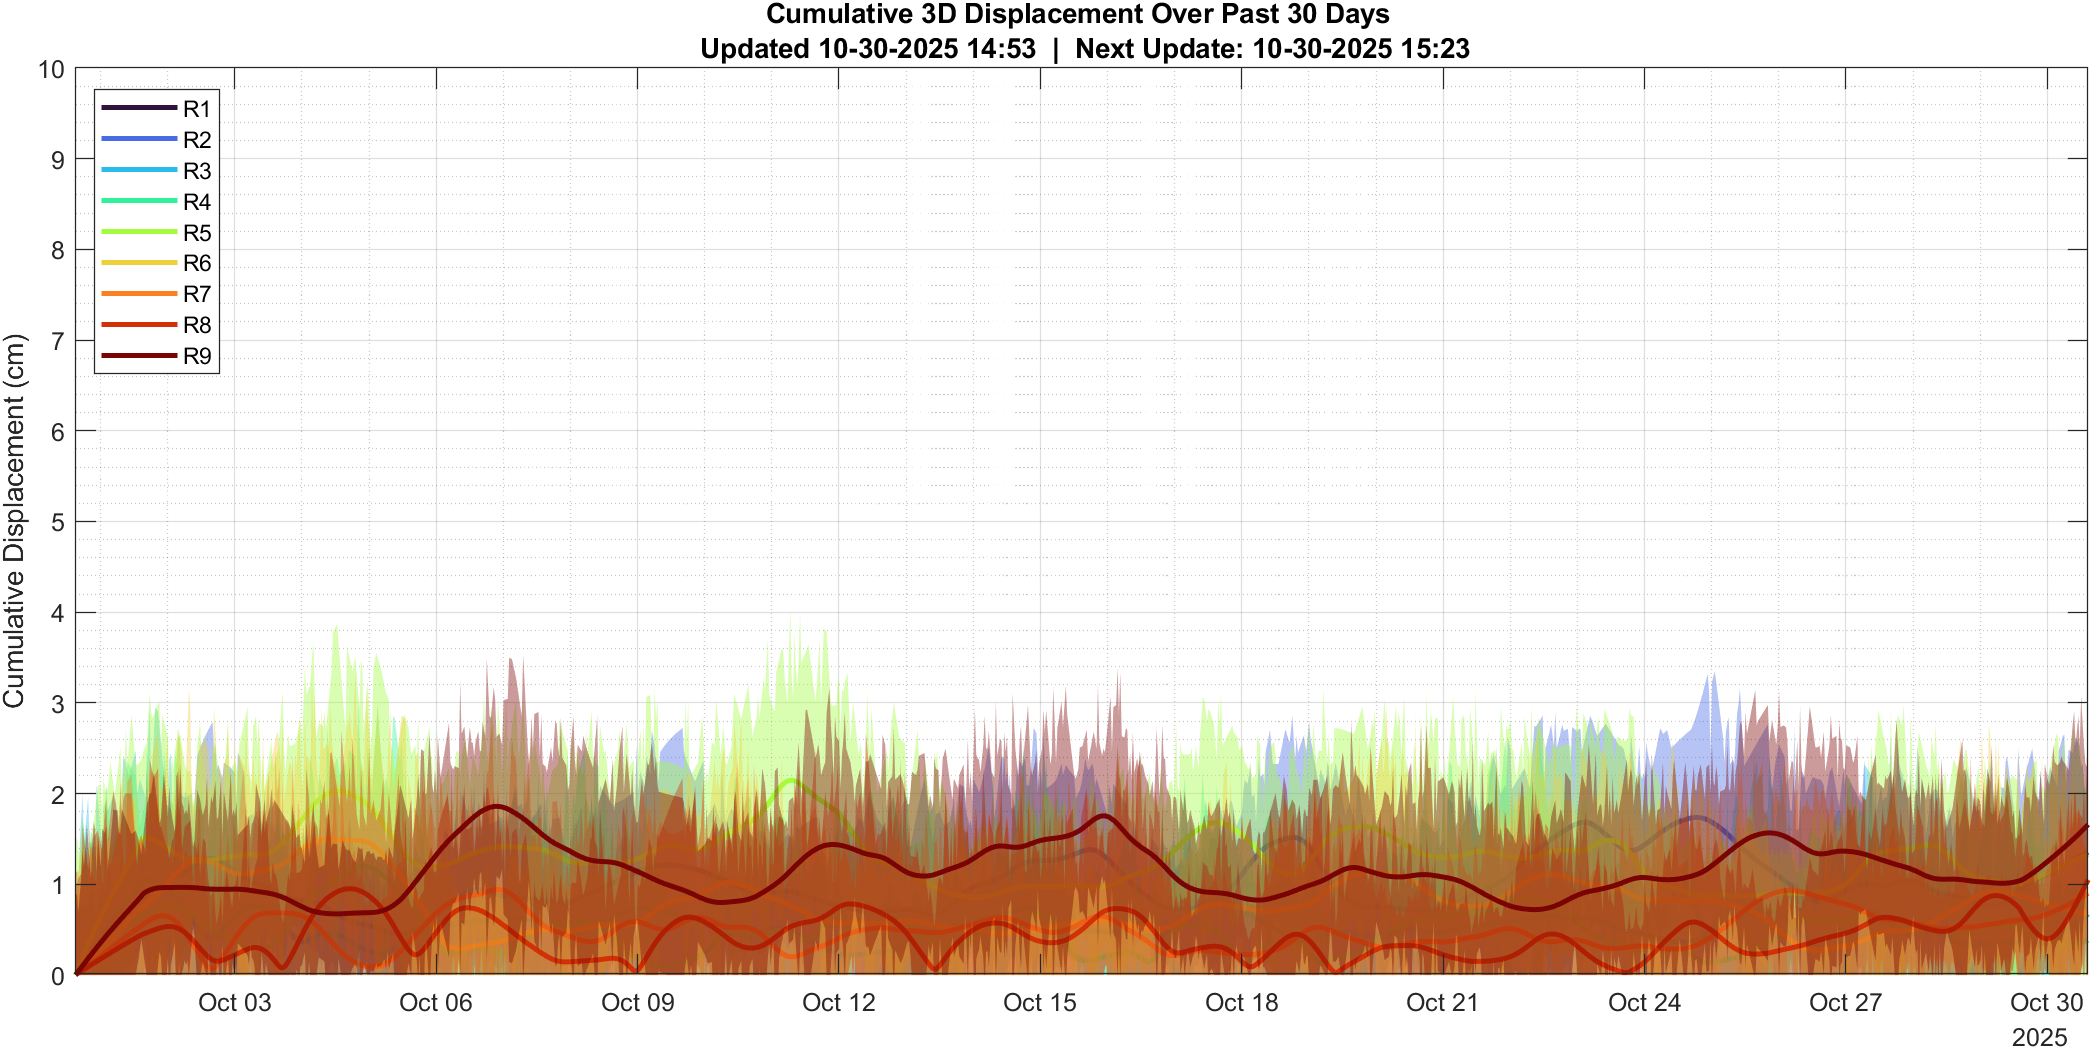 Cumulative 3D Displacement Over Past 30 Days
Updated 10-30-2025 14:53 | Next Update: 10-30-2025 15:23
Cumulative Displacement (cm)
10
9
8
7
6
5
4
3
2
1
0
R1
R2
R3
R4
R5
R6
R7
R8
R9
Oct 03 Oct 06 Oct 09 Oct 12 Oct 15 Oct 18 Oct 21 Oct 24 Oct 27 Oct 30
2025